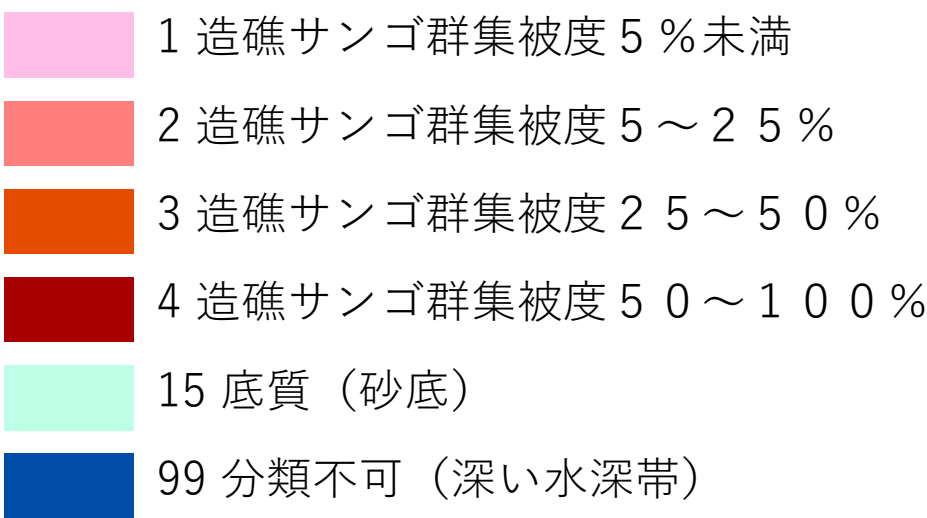 1 造礁サンゴ群集被度５％未満
2 造礁サンゴ群集被度５～２５%
3 造礁サンゴ群集被度２５～５０%
4 造礁サンゴ群集被度５０～１００%
15 底質（砂底）
99 分類不可（深い水深帯）